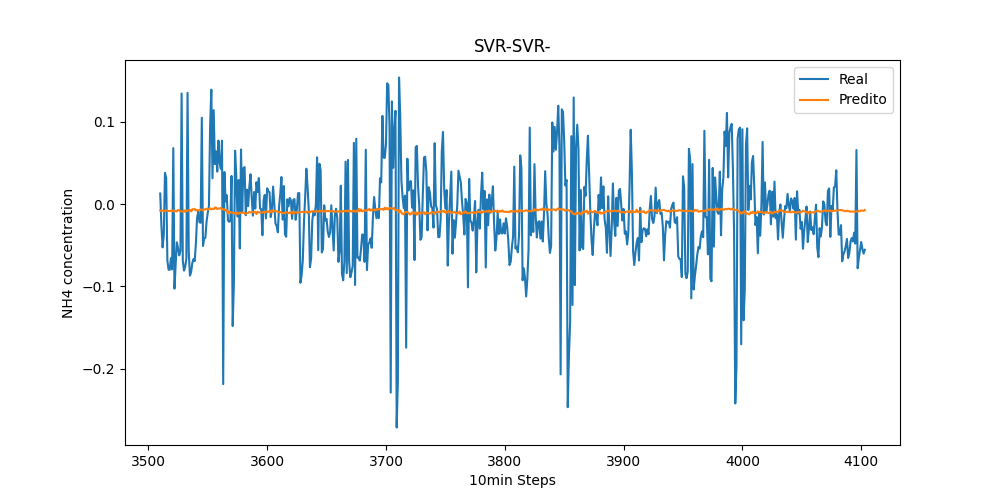 SVR-SVR-
Real
Predito
0.1
0.0
−0.1
−0.2
NH4 concentration
3500 3600 3700 3800 3900 4000 4100
10min Steps